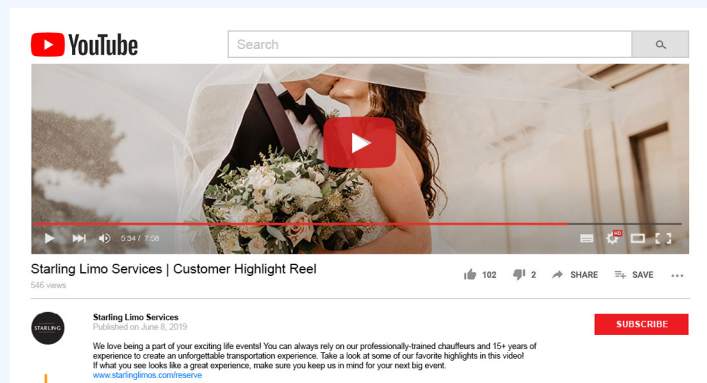 YouTube
Search
HD
5:34 / 7:58
Starling Limo Services | Customer Highlight Reel
546 views
102
2
SHARE
SAVE
STARLING
Starling Limo Services
Published on June 8, 2019
SUBSCRIBE
We love being a part of your exciting life events! You can always rely on our professionally-trained chauffeurs and 15+ years of
experience to create an unforgettable transportation experience. Take a look at some of our favorite highlights in this video!
If what you see looks like a great experience, make sure you keep us in mind for your next big event.
www.starlinglimos.com/reserve